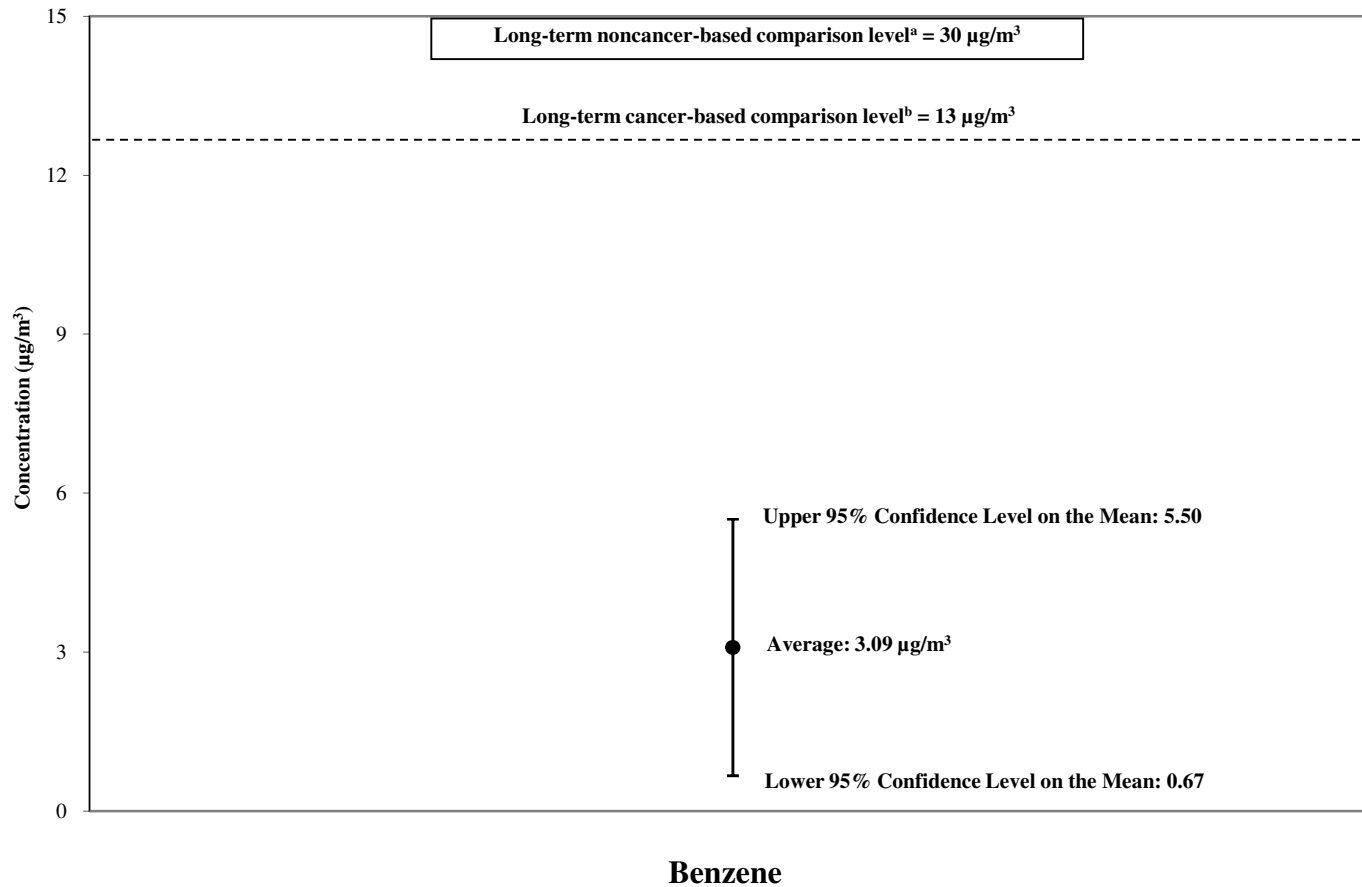 15
Long-term noncancer-based comparison levelᵃ = 30 µg/m³
Long-term cancer-based comparison levelᵇ = 13 µg/m³
12
9
Concentration (µg/m³)
6
Upper 95% Confidence Level on the Mean: 5.50
Average: 3.09 µg/m³
3
Lower 95% Confidence Level on the Mean: 0.67
0
Benzene